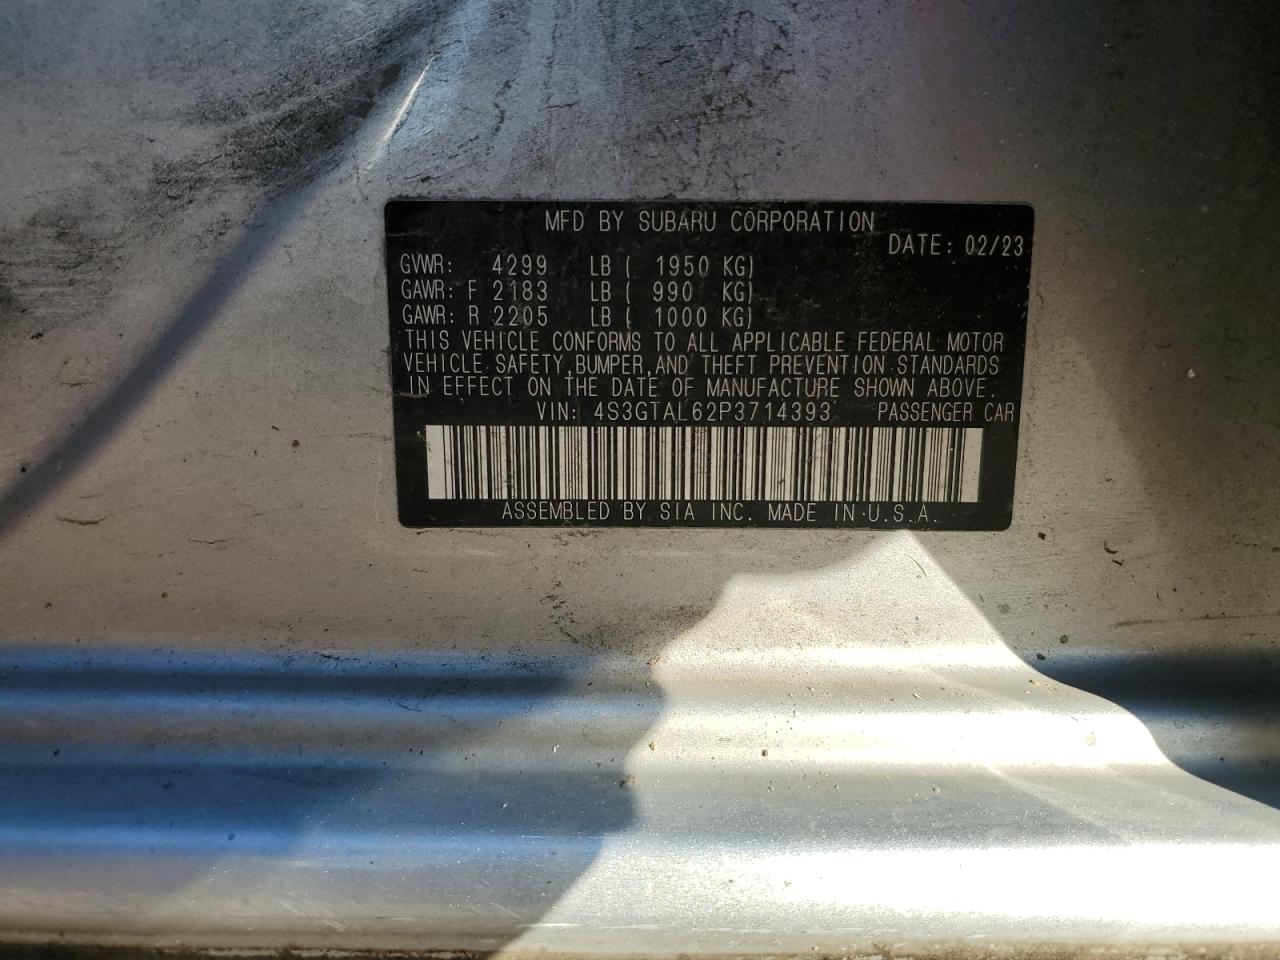 MFD BY SUBARU CORPORATION
DATE: 02/23
GVWR: 4299 LB ( 1950 KG)
GAWR: F 2183 LB ( 990 KG)
GAWR: R 2205 LB ( 1000 KG)
THIS VEHICLE CONFORMS TO ALL APPLICABLE FEDERAL MOTOR
VEHICLE SAFETY, BUMPER, AND THEFT PREVENTION STANDARDS
IN EFFECT ON THE DATE OF MANUFACTURE SHOWN ABOVE.
VIN: 4S3GTAL62P3714393 PASSENGER CAR
ASSEMBLED BY SIA INC. MADE IN U.S.A.